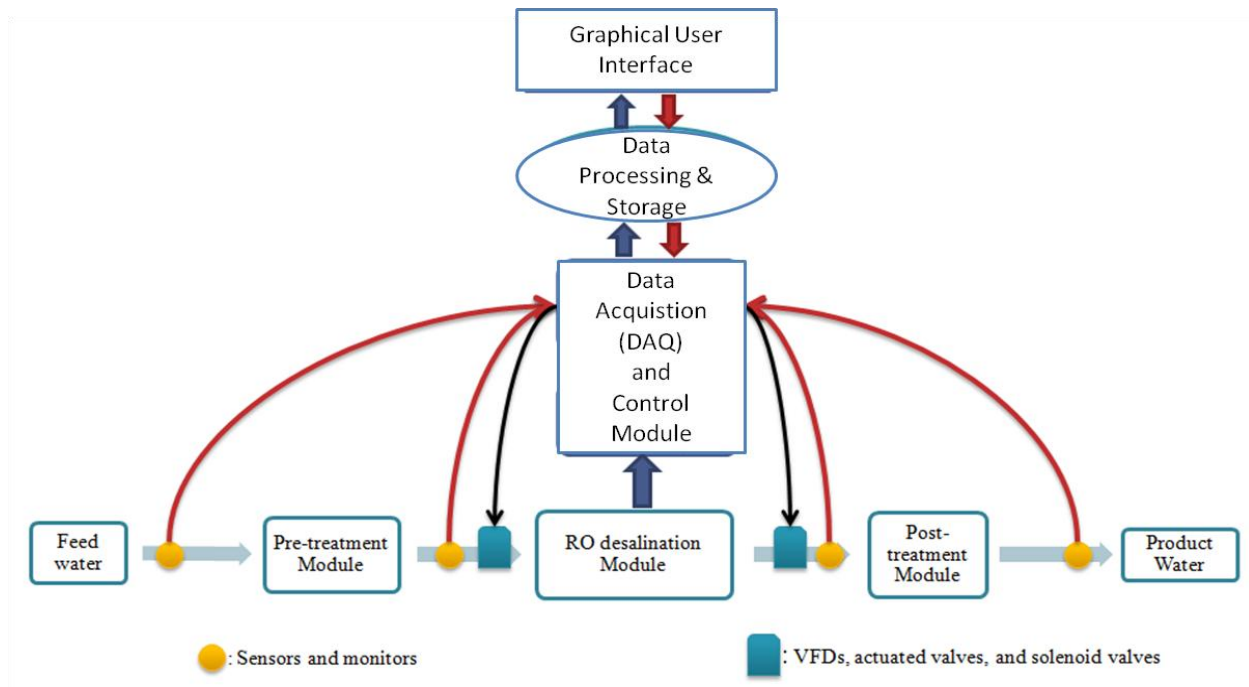 Graphical User
Interface
Data
Processing &
Storage
Data
Acquistion
(DAQ)
and
Control
Module
Feed
water
Pre-treatment
Module
RO desalination
Module
Post-
treatment
Module
Product
Water
: Sensors and monitors
: VFDs, actuated valves, and solenoid valves